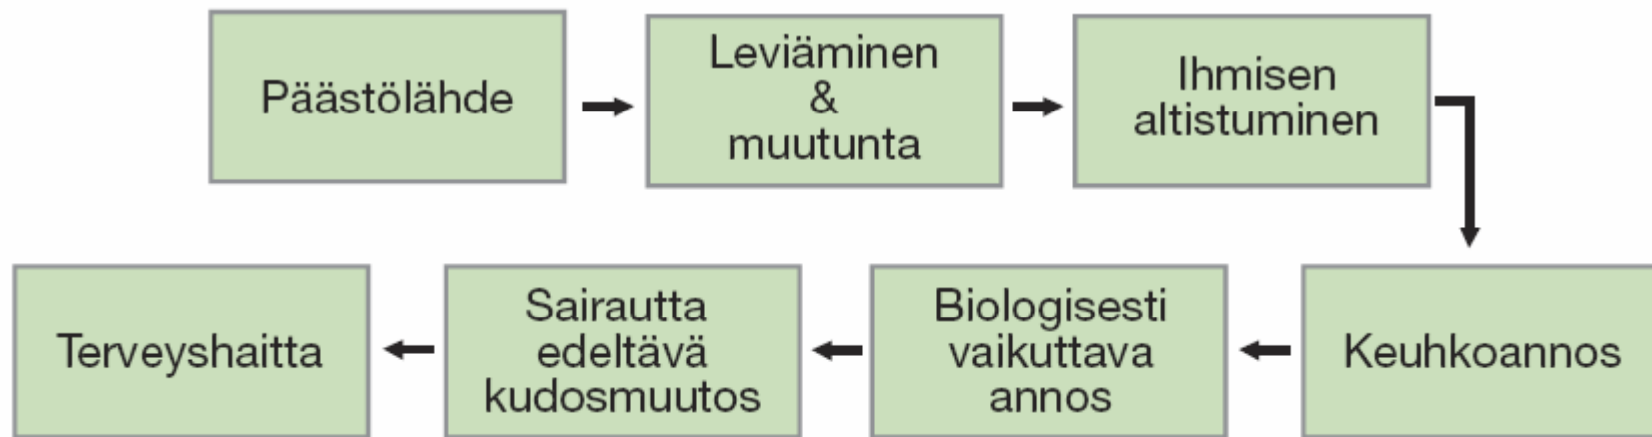 Päästölähde
Leviäminen
&
muutunta
Ihmisen
altistuminen
Keuhkoannos
Biologisesti
vaikuttava
annos
Sairautta
edeltävä
kudosmuutos
Terveyshaitta